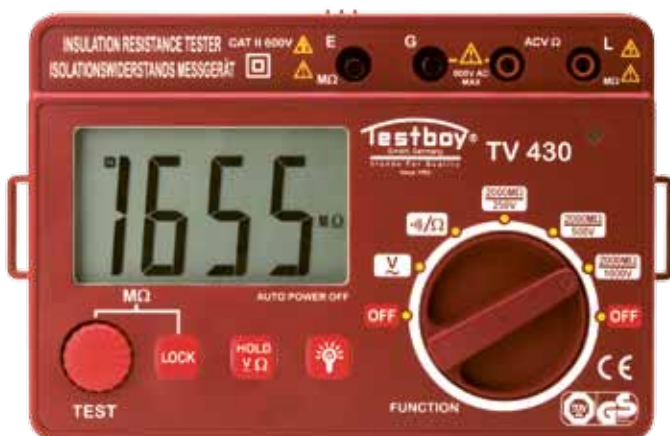 INSULATION RESISTANCE TESTER CAT II 600V E G ACV Ω L
ISOLATIONSWIDERSTANDS MESSGERÄT MΩ 600V AC MΩ
MAX
Testboy® TV 430
GmbH Germany
Stands For Quality
1655 MΩ
2000MΩ
250V
2000MΩ
500V
2000MΩ
1000V
Ω
V
OFF
OFF
MΩ AUTO POWER OFF
LOCK
HOLD
V Ω
TEST
FUNCTION
CE
TÜV GS